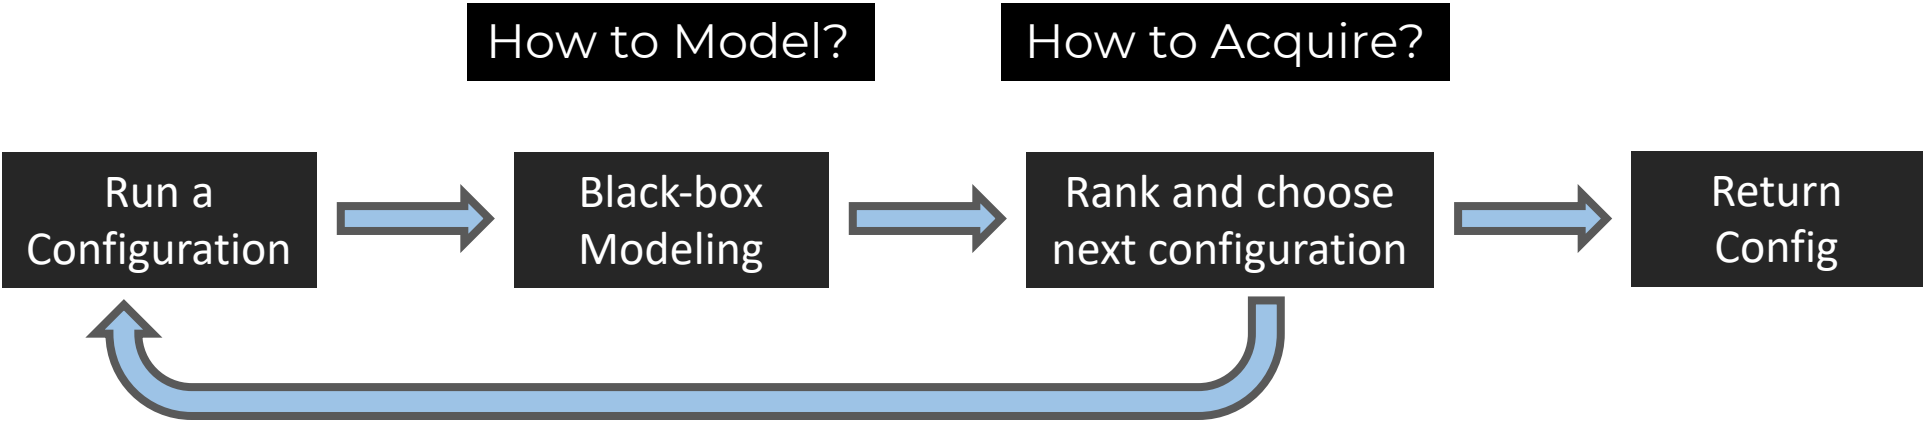 How to Model?
How to Acquire?
Run a
Configuration
Black-box
Modeling
Rank and choose
next configuration
Return
Config